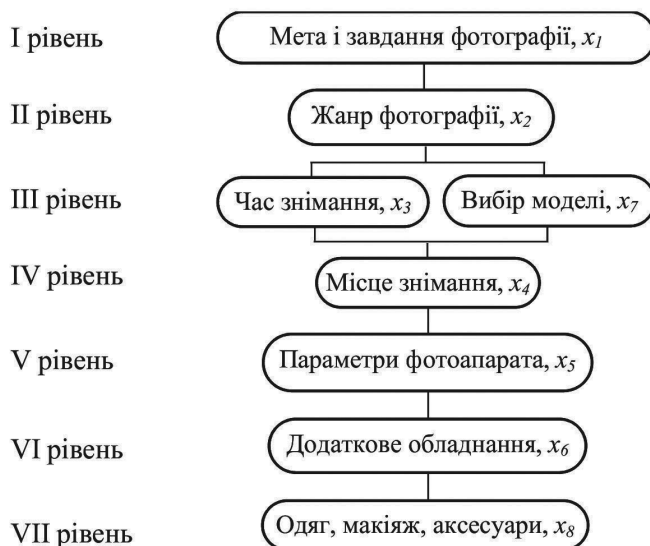 I рівень
Мета і завдання фотографії, x1
II рівень
Жанр фотографії, x2
III рівень
Час знімання, x3
Вибір моделі, x7
IV рівень
Місце знімання, x4
V рівень
Параметри фотоапарата, x5
VI рівень
Додаткове обладнання, x6
VII рівень
Одяг, макіяж, аксесуари, x8